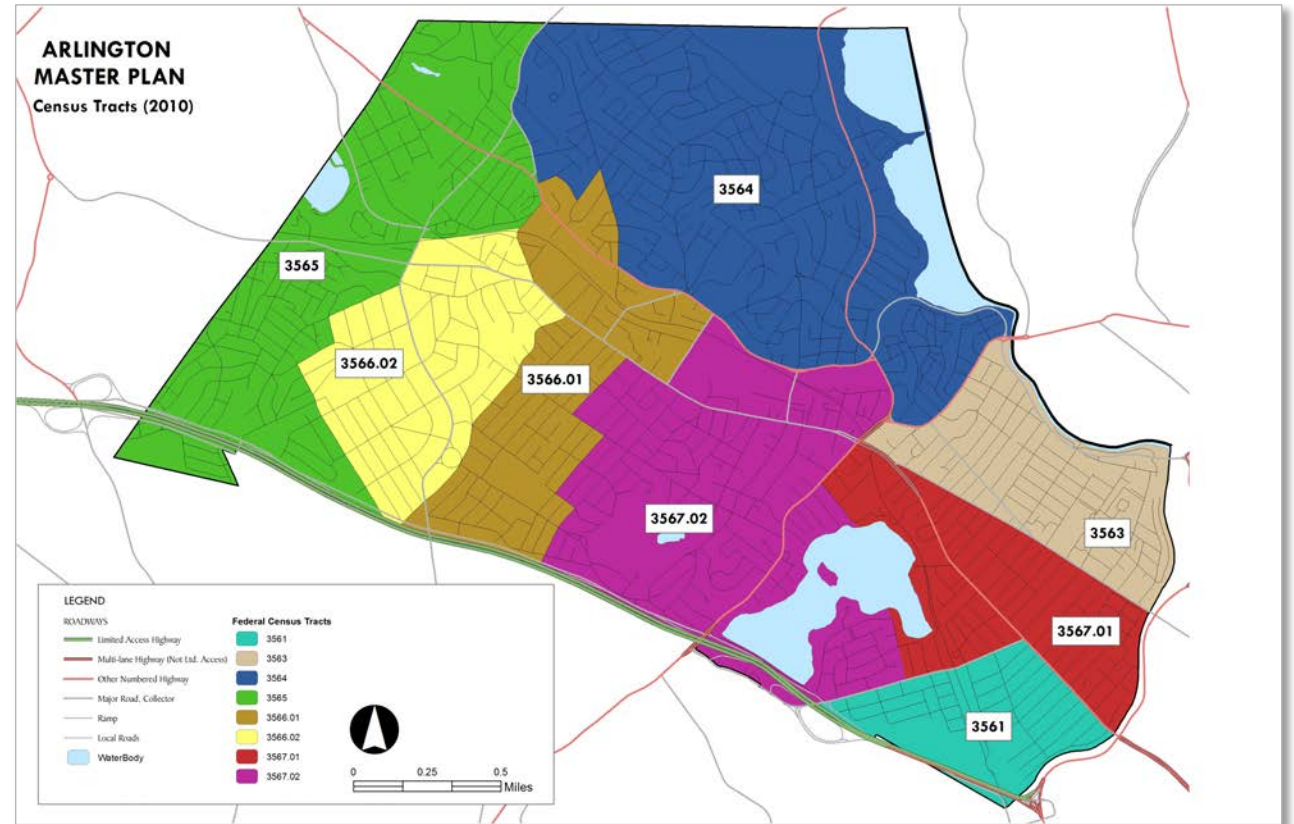 ARLINGTON
MASTER PLAN
Census Tracts (2010)
3564
3565
3566.02
3566.01
3567.02
3563
3567.01
3561
LEGEND
ROADWAYS
Limited Access Highway
Multi-lane Highway (Not Ltd. Access)
Other Numbered Highway
Major Road, Collector
Ramp
Local Roads
WaterBody
Federal Census Tracts
3561
3563
3564
3565
3566.01
3566.02
3567.01
3567.02
0 0.25 0.5
Miles